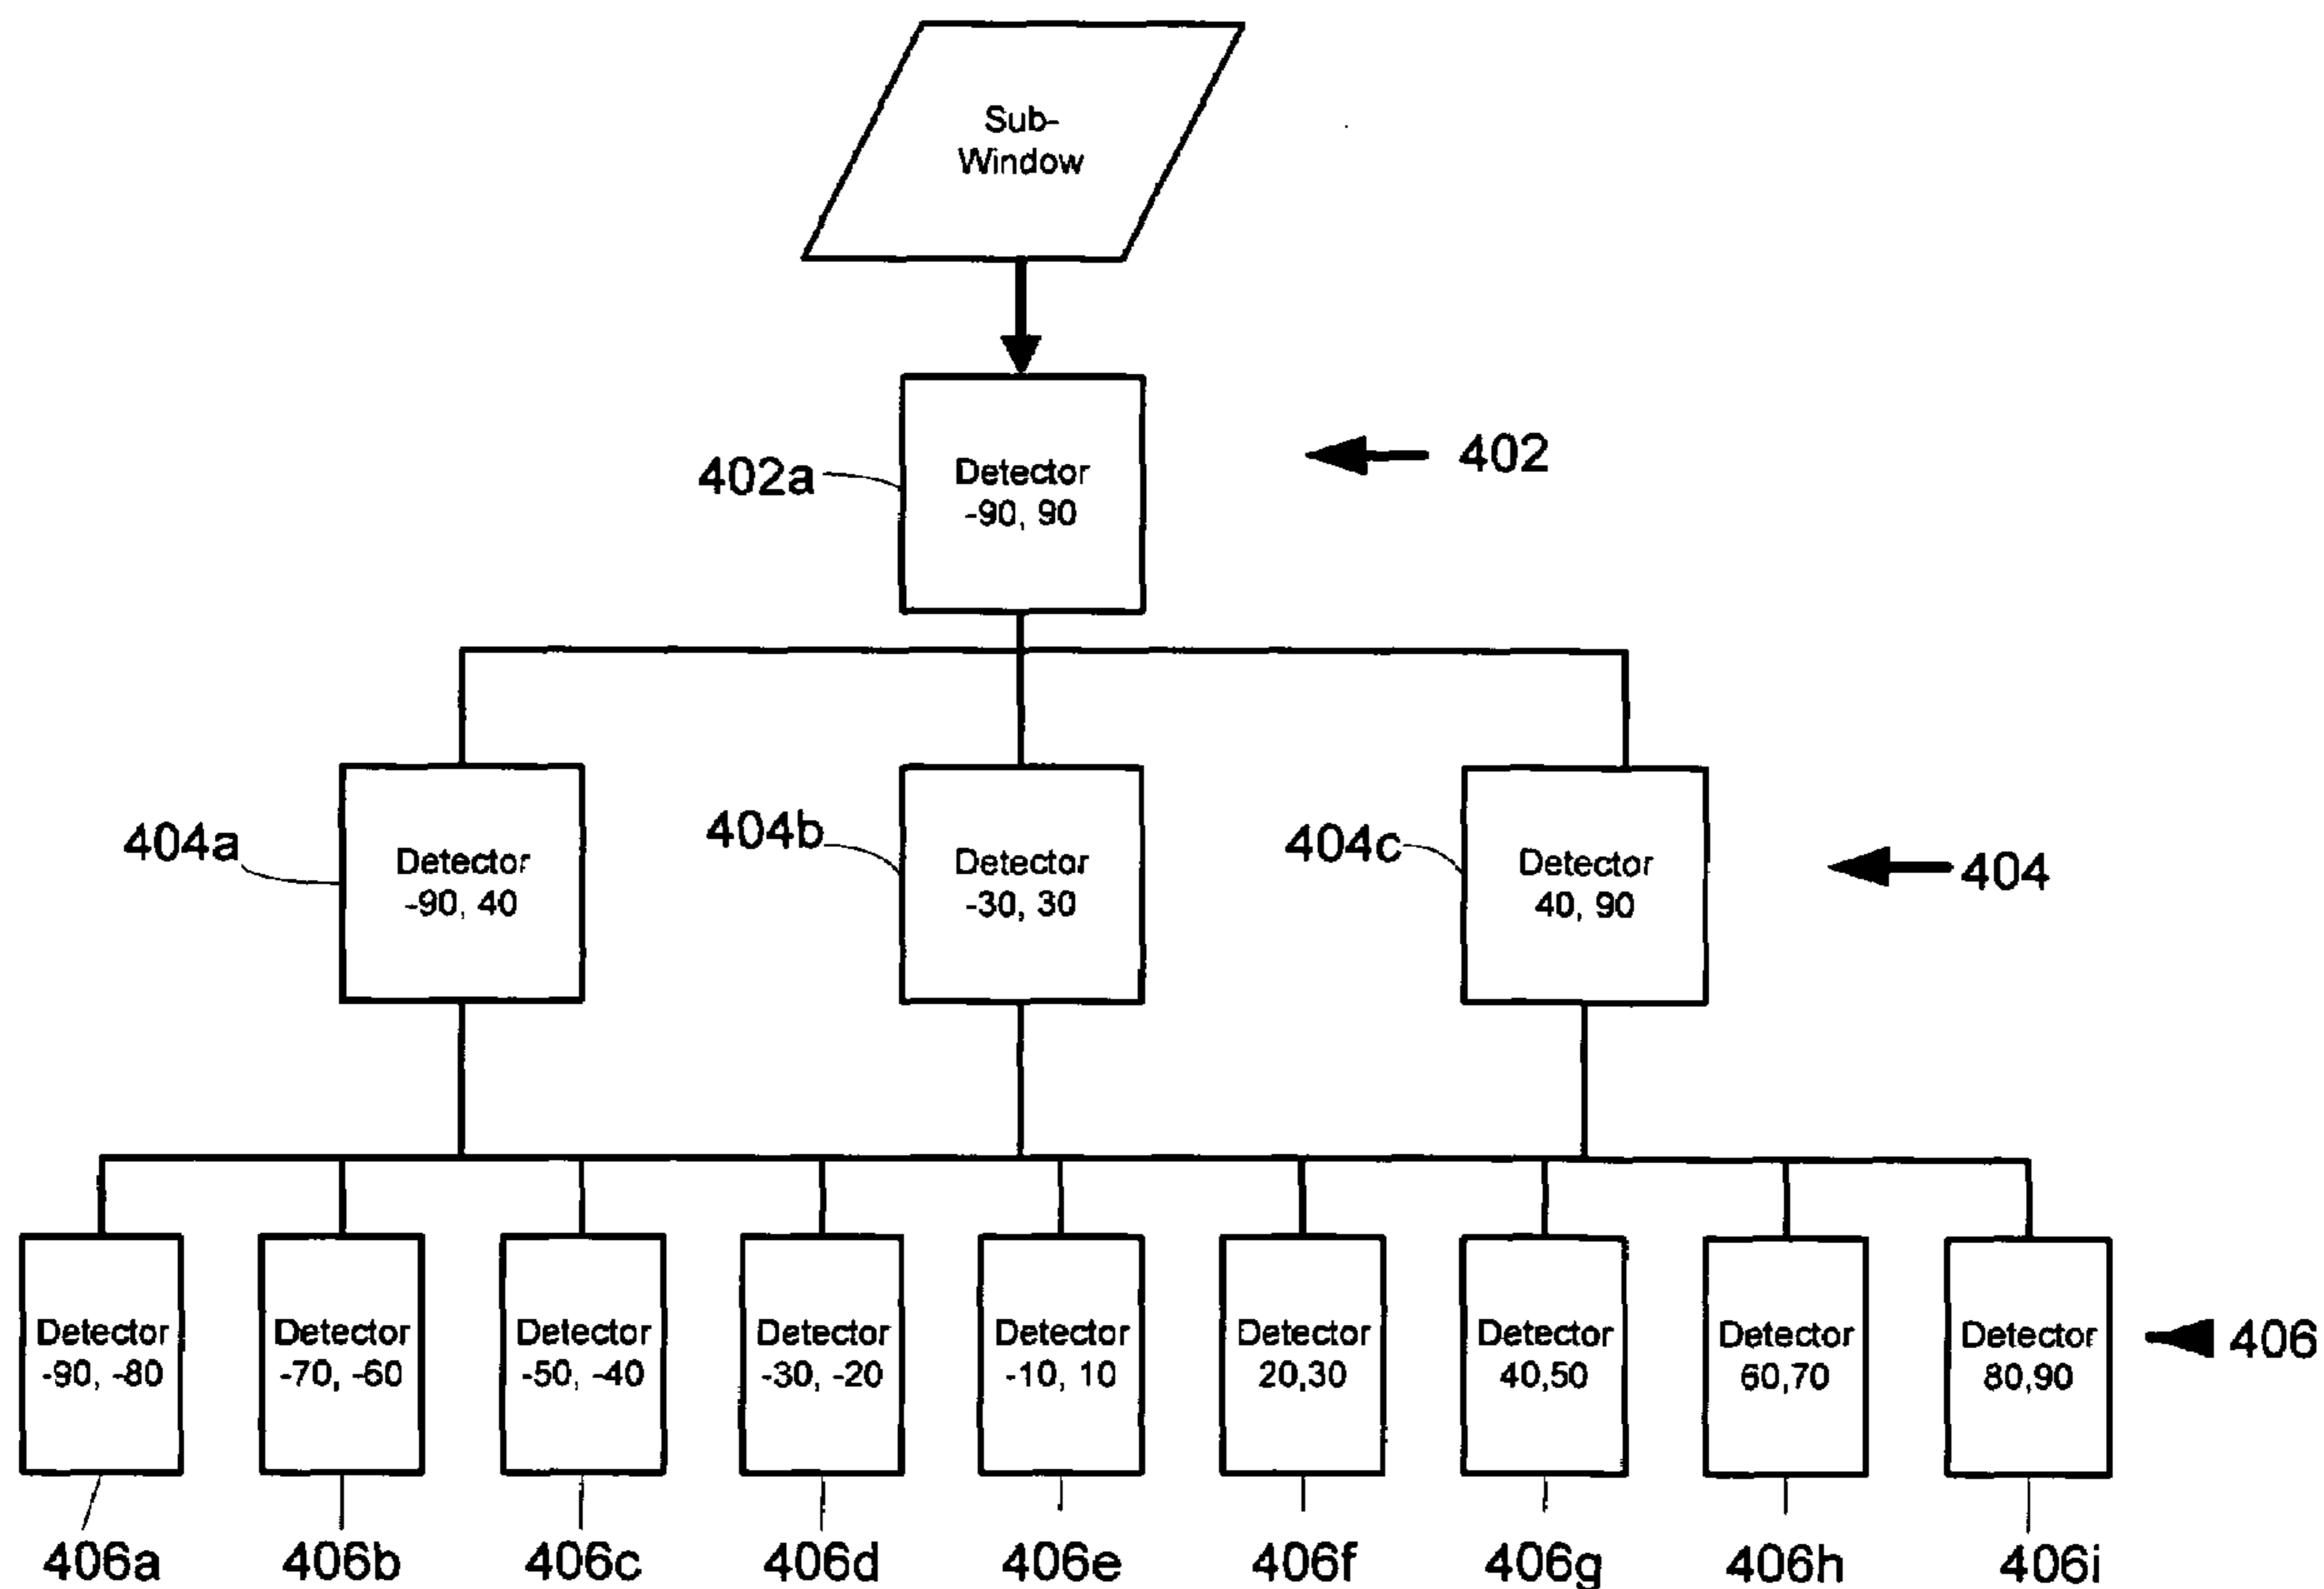 Sub-
Window
402a
Detector
-90, 90
402
404a
Detector
-90, 40
404b
Detector
-30, 30
404c
Detector
40, 90
404
Detector
-90, -80
Detector
-70, -60
Detector
-50, -40
Detector
-30, -20
Detector
-10, 10
Detector
20,30
Detector
40,50
Detector
60,70
Detector
80,90
406
406a
406b
406c
406d
406e
406f
406g
406h
406i